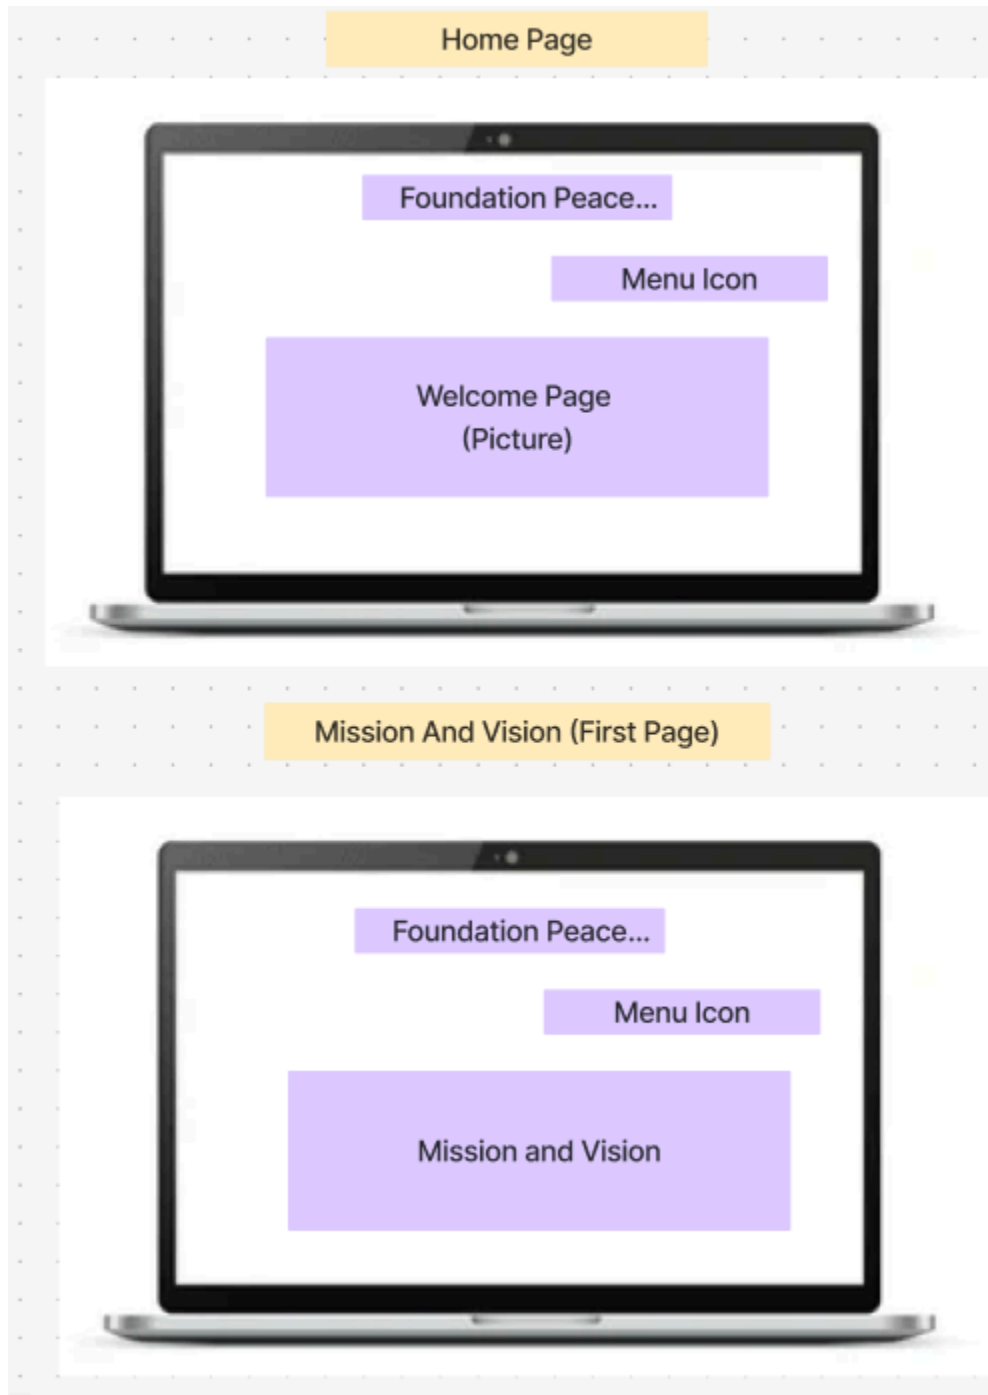 Home Page
Foundation Peace...
Menu Icon
Welcome Page
(Picture)
Mission And Vision (First Page)
Foundation Peace...
Menu Icon
Mission and Vision